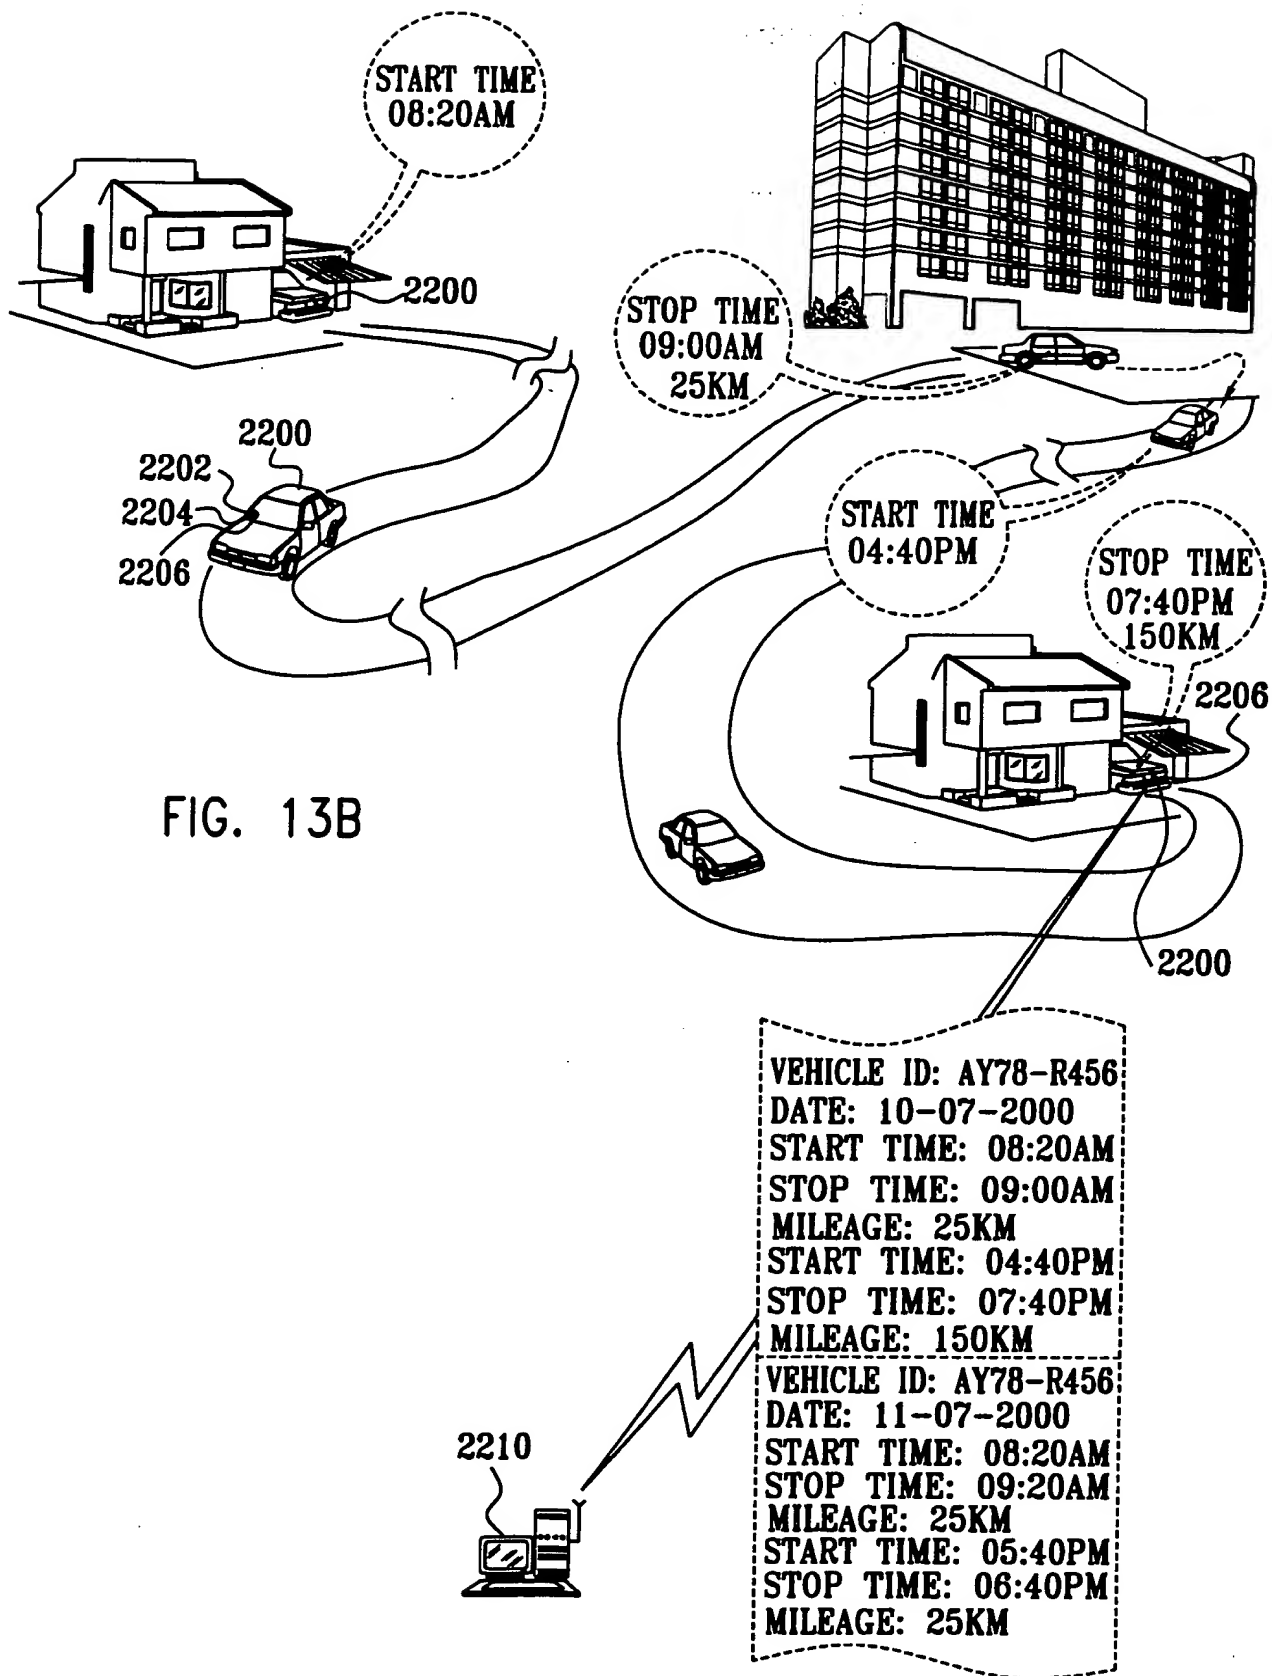 START TIME
08:20AM
2200
STOP TIME
09:00AM
25KM
2200
2202
2204
2206
START TIME
04:40PM
STOP TIME
07:40PM
150KM
2206
FIG. 13B
2200
VEHICLE ID: AY78-R456
DATE: 10-07-2000
START TIME: 08:20AM
STOP TIME: 09:00AM
MILEAGE: 25KM
START TIME: 04:40PM
STOP TIME: 07:40PM
MILEAGE: 150KM
VEHICLE ID: AY78-R456
DATE: 11-07-2000
START TIME: 08:20AM
STOP TIME: 09:20AM
MILEAGE: 25KM
START TIME: 05:40PM
STOP TIME: 06:40PM
MILEAGE: 25KM
2210